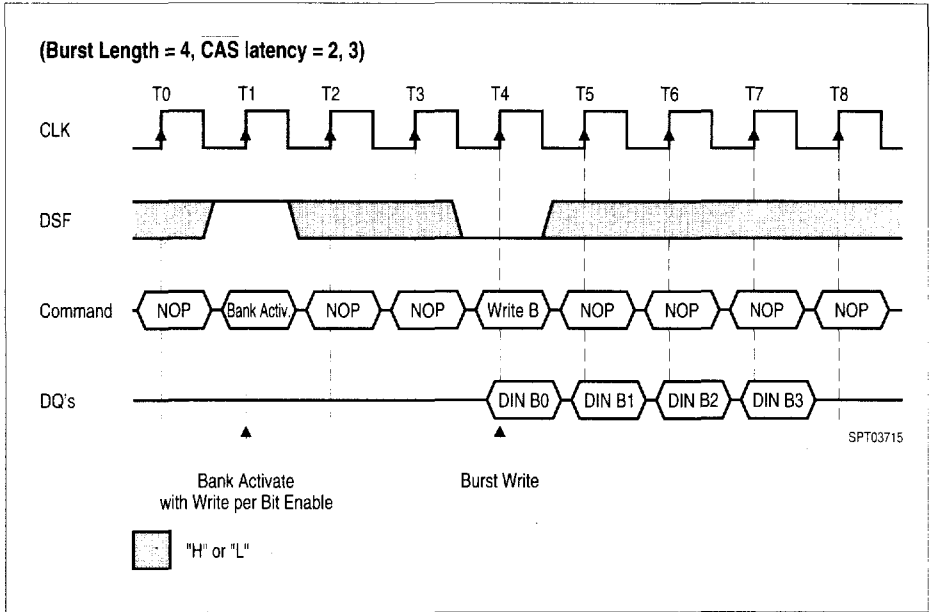 (Burst Length = 4, CAS latency = 2, 3)
T0 T1 T2 T3 T4 T5 T6 T7 T8
CLK
DSF
Command NOP Bank Activ. NOP NOP Write B NOP NOP NOP NOP
DQ's DIN B0 DIN B1 DIN B2 DIN B3
SPT03715
Bank Activate Burst Write
with Write per Bit Enable
"H" or "L"